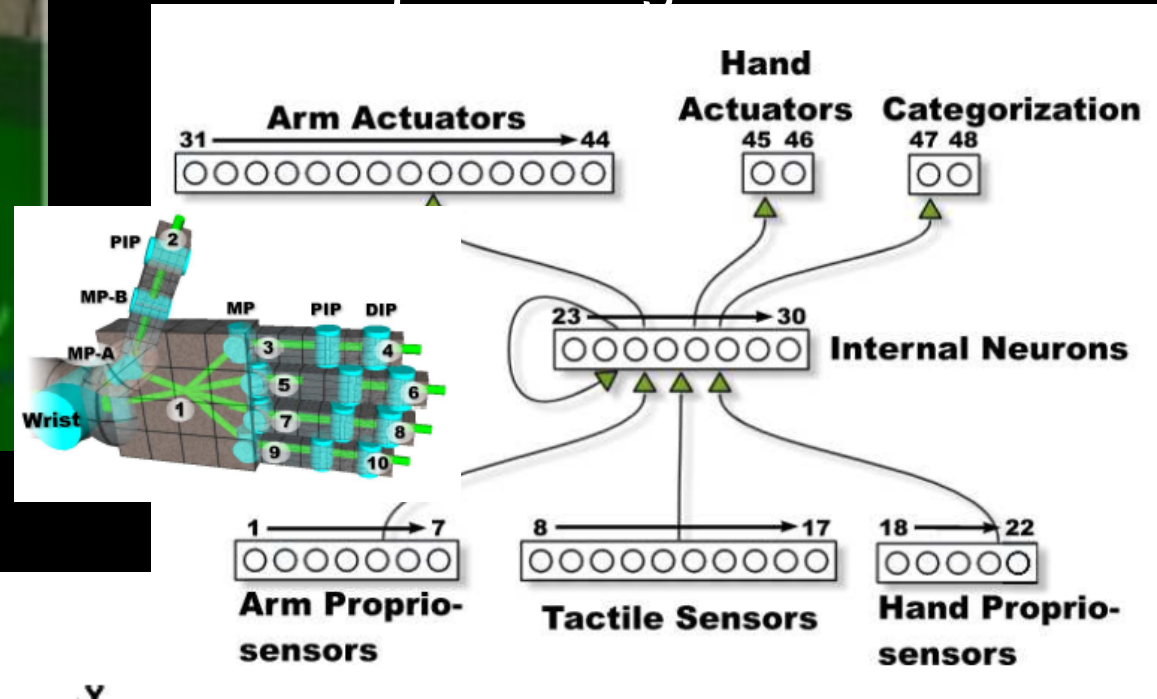 Hand
Actuators
Categorization
Arm Actuators
31 44
45 46
47 48
PIP
2
MP-B
MP
PIP
DIP
MP-A
3
4
5
6
1
7
8
Wrist
9
10
23 30
Internal Neurons
1 7
8 17
18 22
Arm Proprio-
sensors
Tactile Sensors
Hand Proprio-
sensors
Y